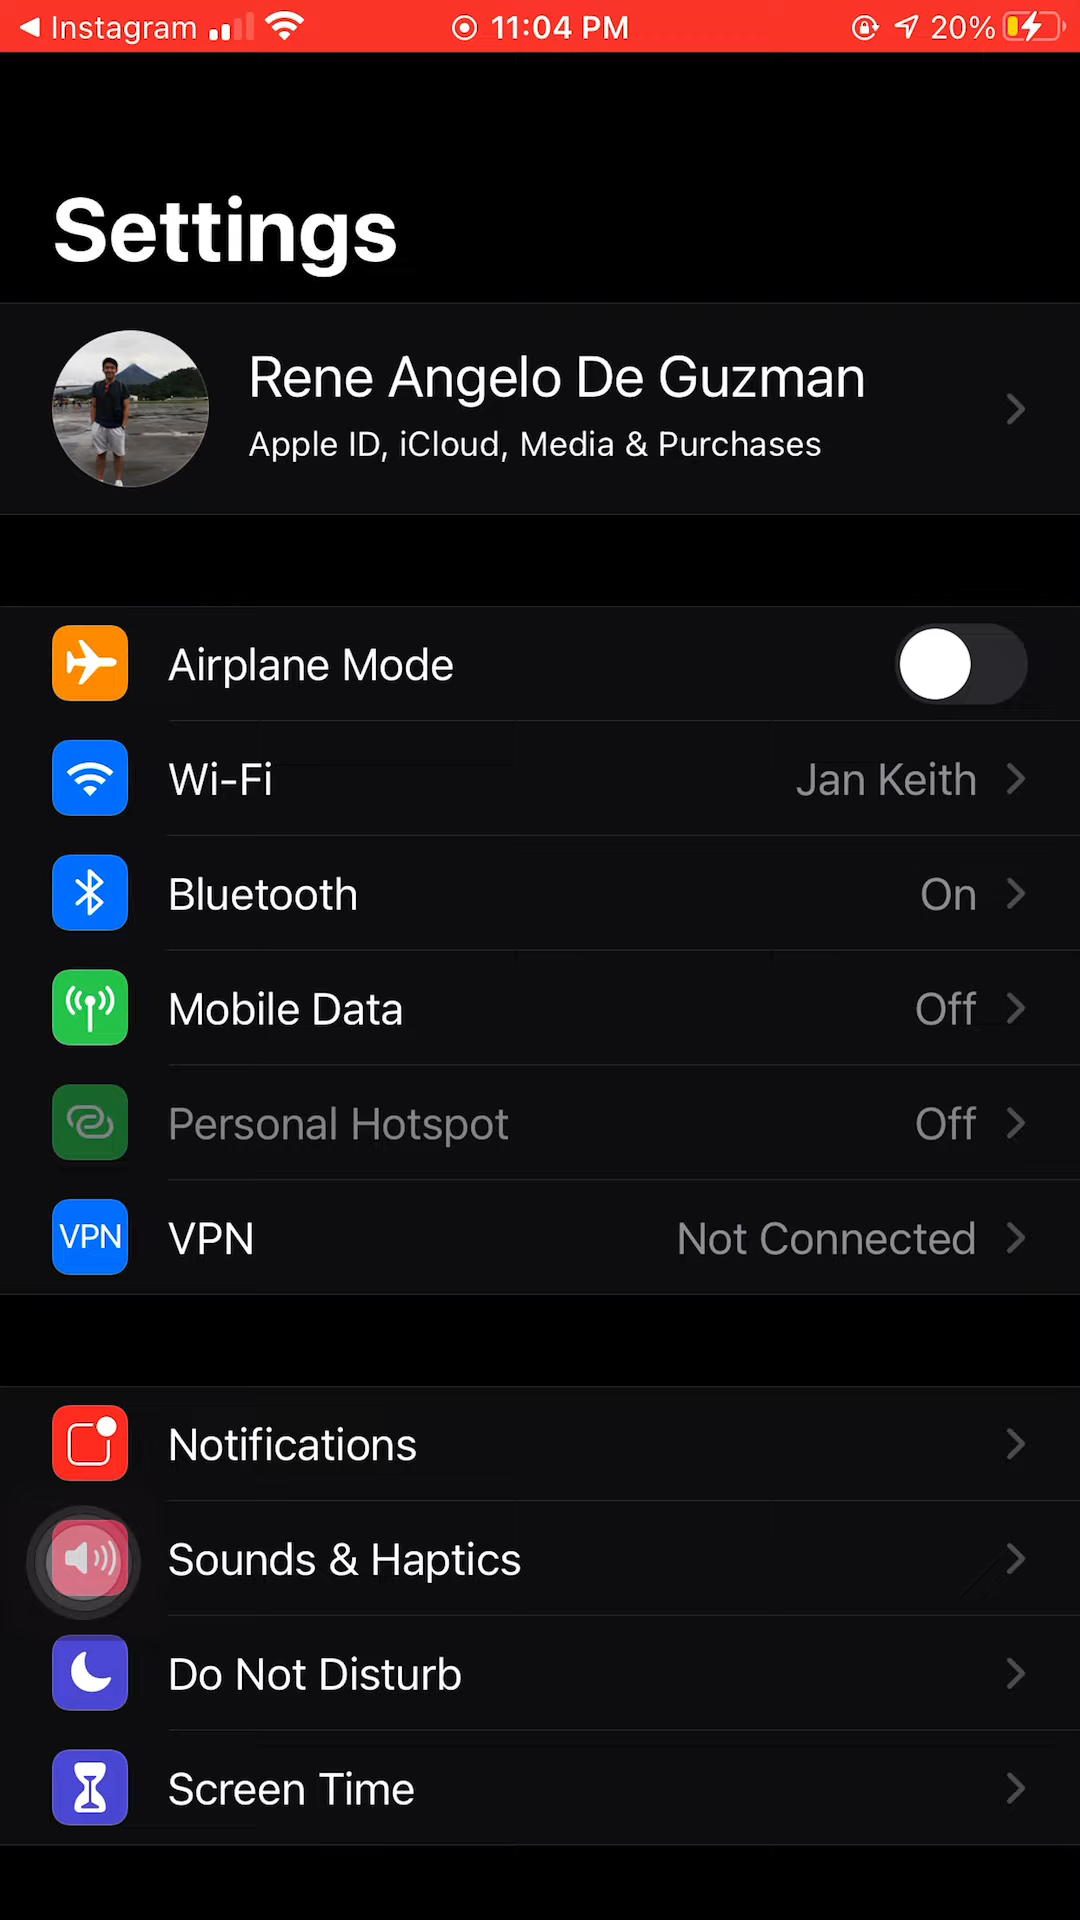 Instagram 11:04 PM 20%
Settings
Rene Angelo De Guzman
Apple ID, iCloud, Media & Purchases
Airplane Mode
Wi-Fi Jan Keith
Bluetooth On
Mobile Data Off
Personal Hotspot Off
VPN VPN Not Connected
Notifications
Sounds & Haptics
Do Not Disturb
Screen Time